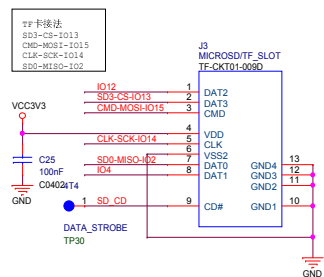 TF卡接法
SD3-CS-IO13
CMD-MOSI-IO15
CLK-SCK-IO14
SD0-MISO-IO2
J3
MICROSD/TF_SLOT
TF-CKT01-009D
IO12 1 DAT2
SD3-CS-IO13 2 DAT3
CMD-MOSI-IO15 3 CMD
VCC3V3
4 VDD
CLK-SCK-IO14 5 CLK
6 VSS2
SD0-MISO-IO2 7 DAT0 GND4 13
IO4 8 DAT1 GND3 12
GND2 11
C25
100nF
C0402
GND
4T4
1 SD_CD 9 CD# GND1 10
DATA_STROBE
TP30
GND